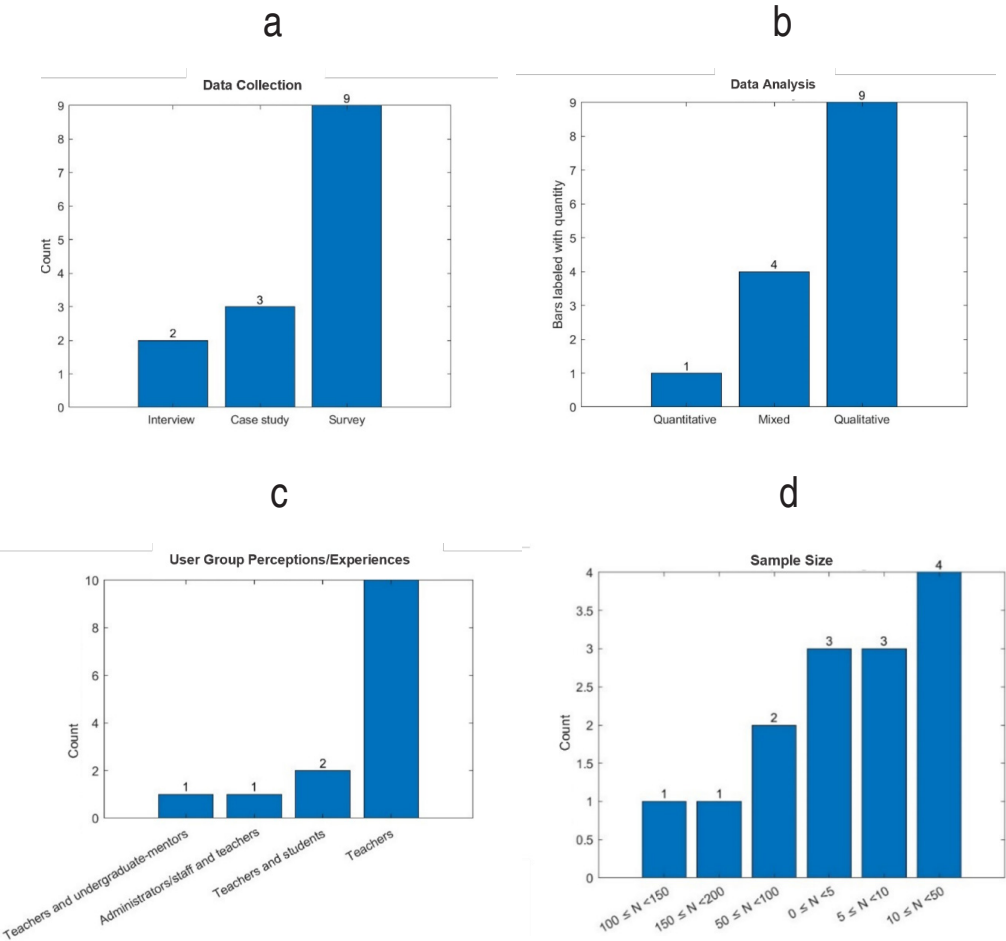 a
Data Collection
Count
9
8
7
6
5
4
3
2
1
0
2
3
9
Interview
Case study
Survey
b
Data Analysis
Bars labeled with quantity
9
8
7
6
5
4
3
2
1
0
1
4
9
Quantitative
Mixed
Qualitative
c
User Group Perceptions/Experiences
Count
10
8
6
4
2
0
1
1
2
Teachers and undergraduate-mentors
Administrators/staff and teachers
Teachers and students
Teachers
d
Sample Size
Count
4
3.5
3
2.5
2
1.5
1
0.5
0
1
1
2
3
3
4
100 ≤ N <150
150 ≤ N <200
50 ≤ N <100
0 ≤ N <5
5 ≤ N <10
10 ≤ N <50